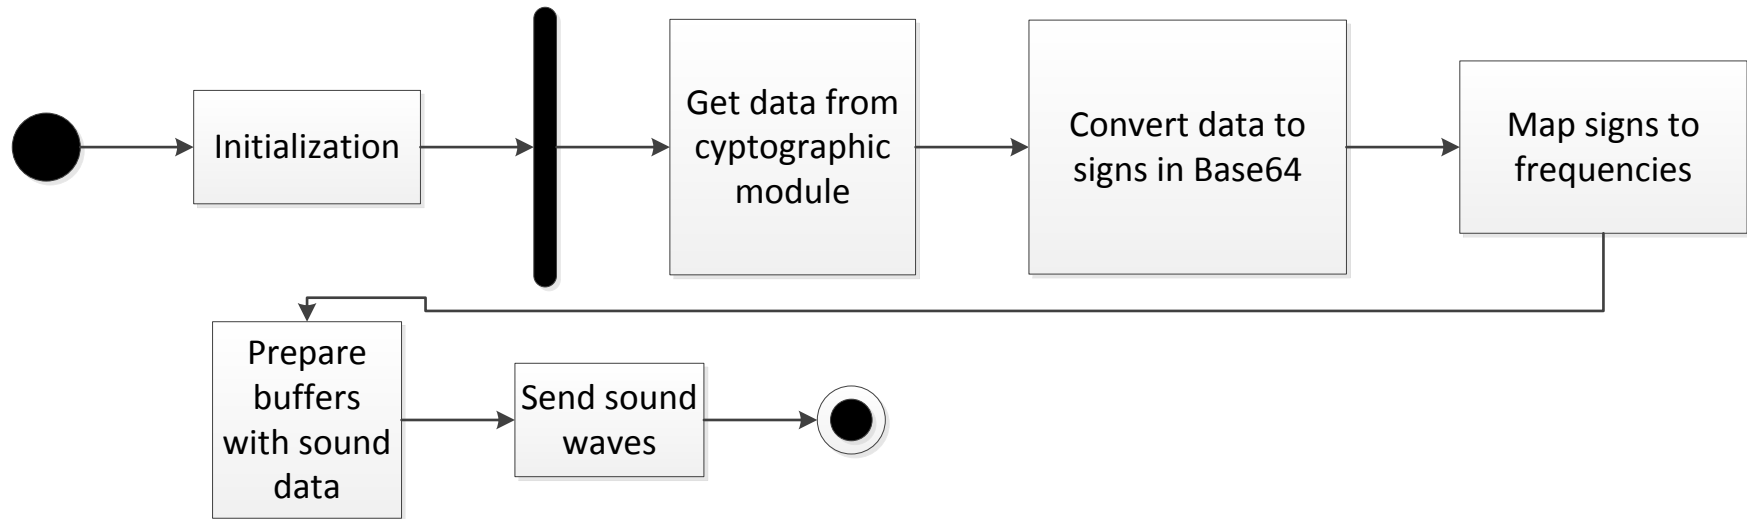 Initialization
Get data from
cyptographic
module
Convert data to
signs in Base64
Map signs to
frequencies
Prepare
buffers
with sound
data
Send sound
waves